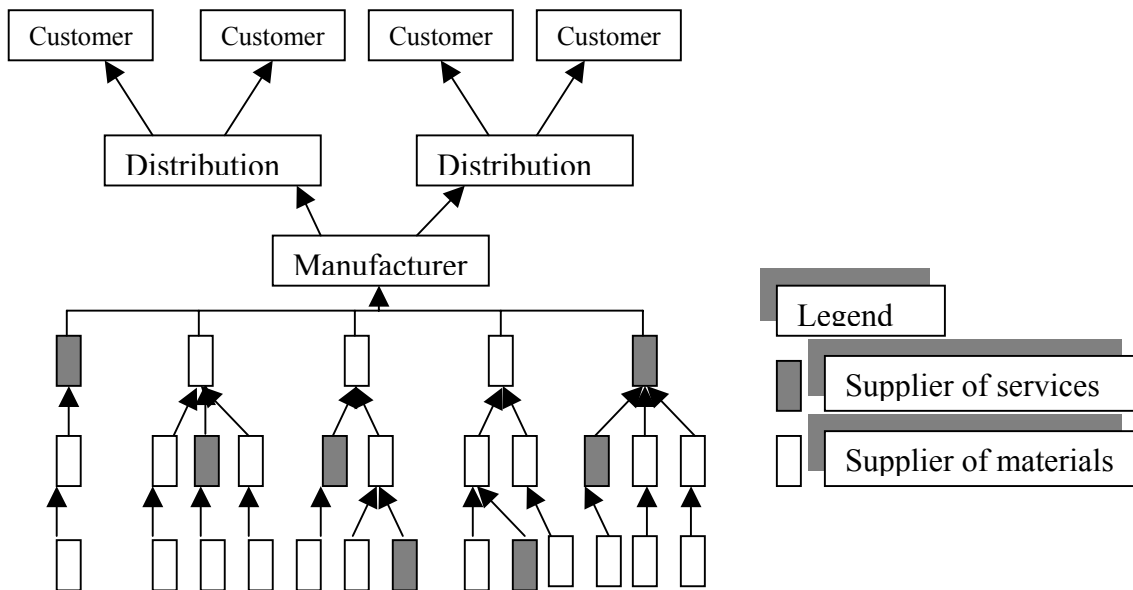 Customer
Customer
Customer
Customer
Distribution
Distribution
Manufacturer
Legend
Supplier of services
Supplier of materials